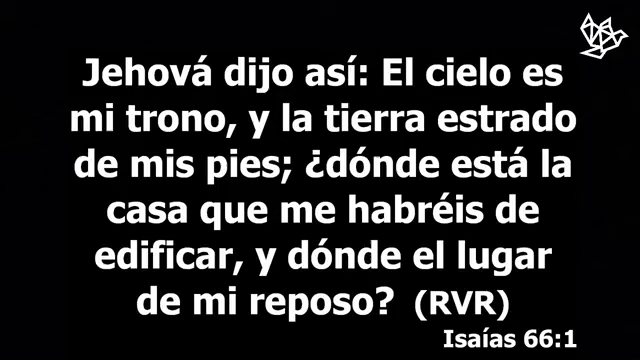 Jehová dijo así: El cielo es
mi trono, y la tierra estrado
de mis pies; ¿dónde está la
casa que me habréis de
edificar, y dónde el lugar
de mi reposo? (RVR)
Isaías 66:1